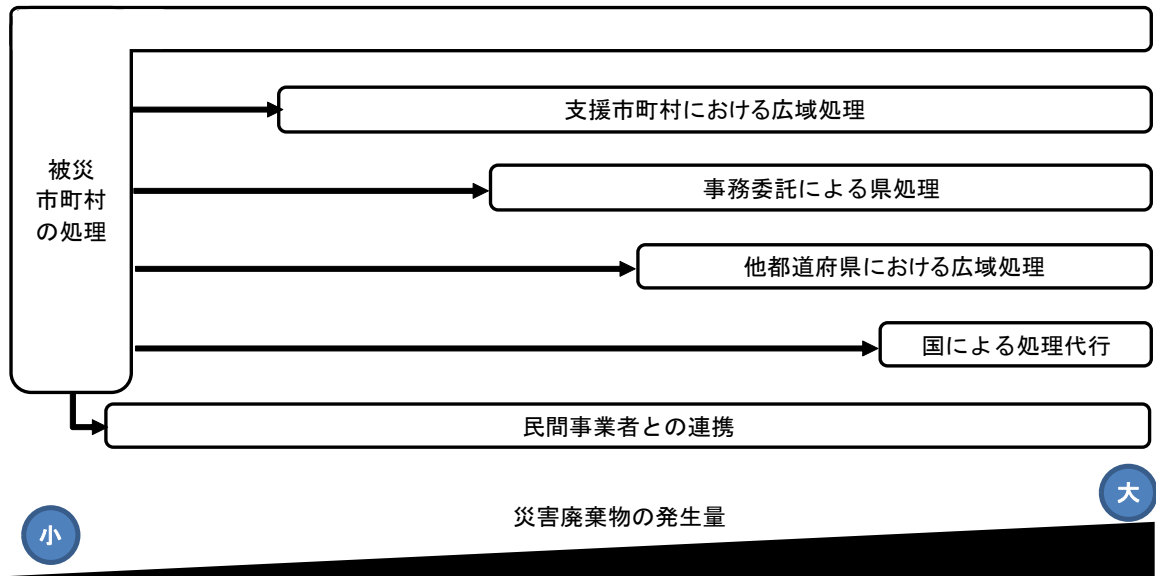 支援市町村における広域処理
被災
市町村
の処理
事務委託による県処理
他都道府県における広域処理
国による処理代行
民間事業者との連携
災害廃棄物の発生量
小
大